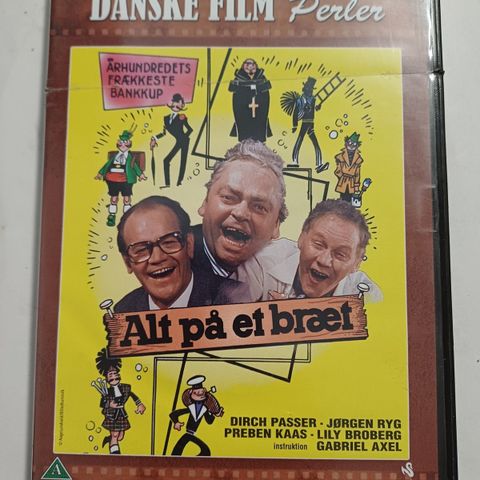 DANSKE FILM Perler
ÅRHUNDREDETS
FRÆKKESTE
BANKKUP
Alt på et bræt
DIRCH PASSER - JØRGEN RYG
PREBEN KAAS - LILY BROBERG
instruktion GABRIEL AXEL
A